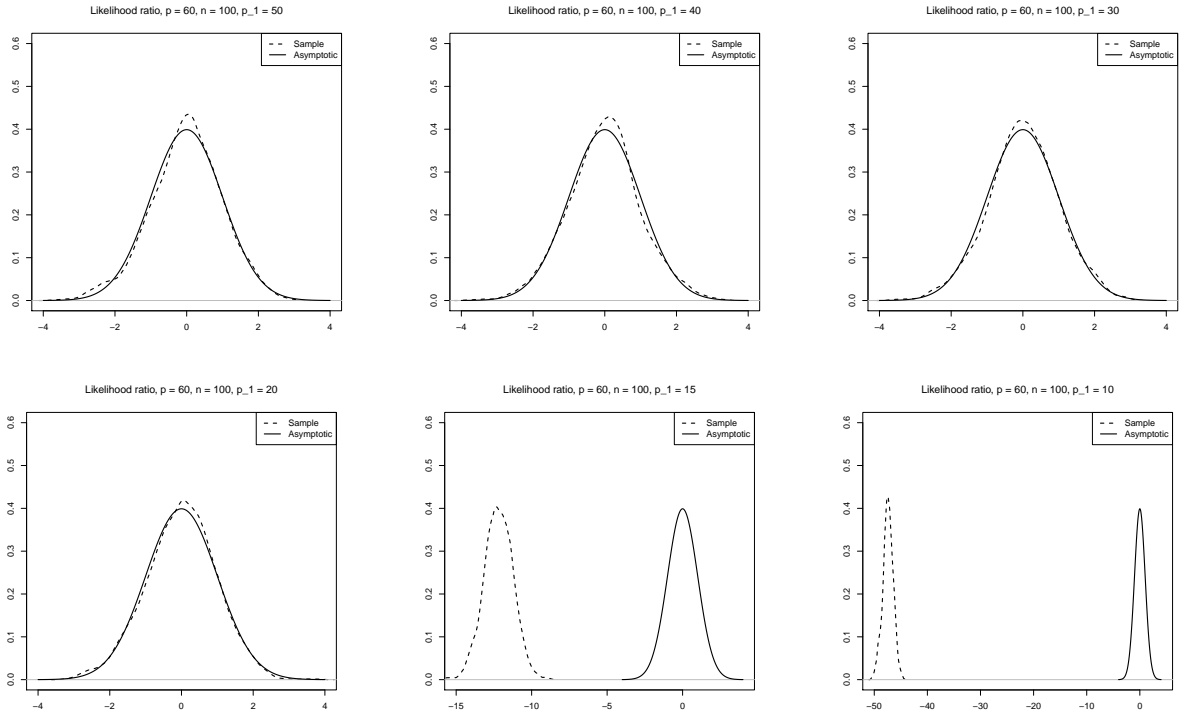 Likelihood ratio, p = 60, n = 100, p_1 = 50
Sample
Asymptotic
0.0 0.1 0.2 0.3 0.4 0.5 0.6
−4 −2 0 2 4
Likelihood ratio, p = 60, n = 100, p_1 = 40
Sample
Asymptotic
0.0 0.1 0.2 0.3 0.4 0.5 0.6
−4 −2 0 2 4
Likelihood ratio, p = 60, n = 100, p_1 = 30
Sample
Asymptotic
0.0 0.1 0.2 0.3 0.4 0.5 0.6
−4 −2 0 2 4
Likelihood ratio, p = 60, n = 100, p_1 = 20
Sample
Asymptotic
0.0 0.1 0.2 0.3 0.4 0.5 0.6
−4 −2 0 2 4
Likelihood ratio, p = 60, n = 100, p_1 = 15
Sample
Asymptotic
0.0 0.1 0.2 0.3 0.4 0.5 0.6
−15 −10 −5 0
Likelihood ratio, p = 60, n = 100, p_1 = 10
Sample
Asymptotic
0.0 0.1 0.2 0.3 0.4 0.5 0.6
−50 −40 −30 −20 −10 0